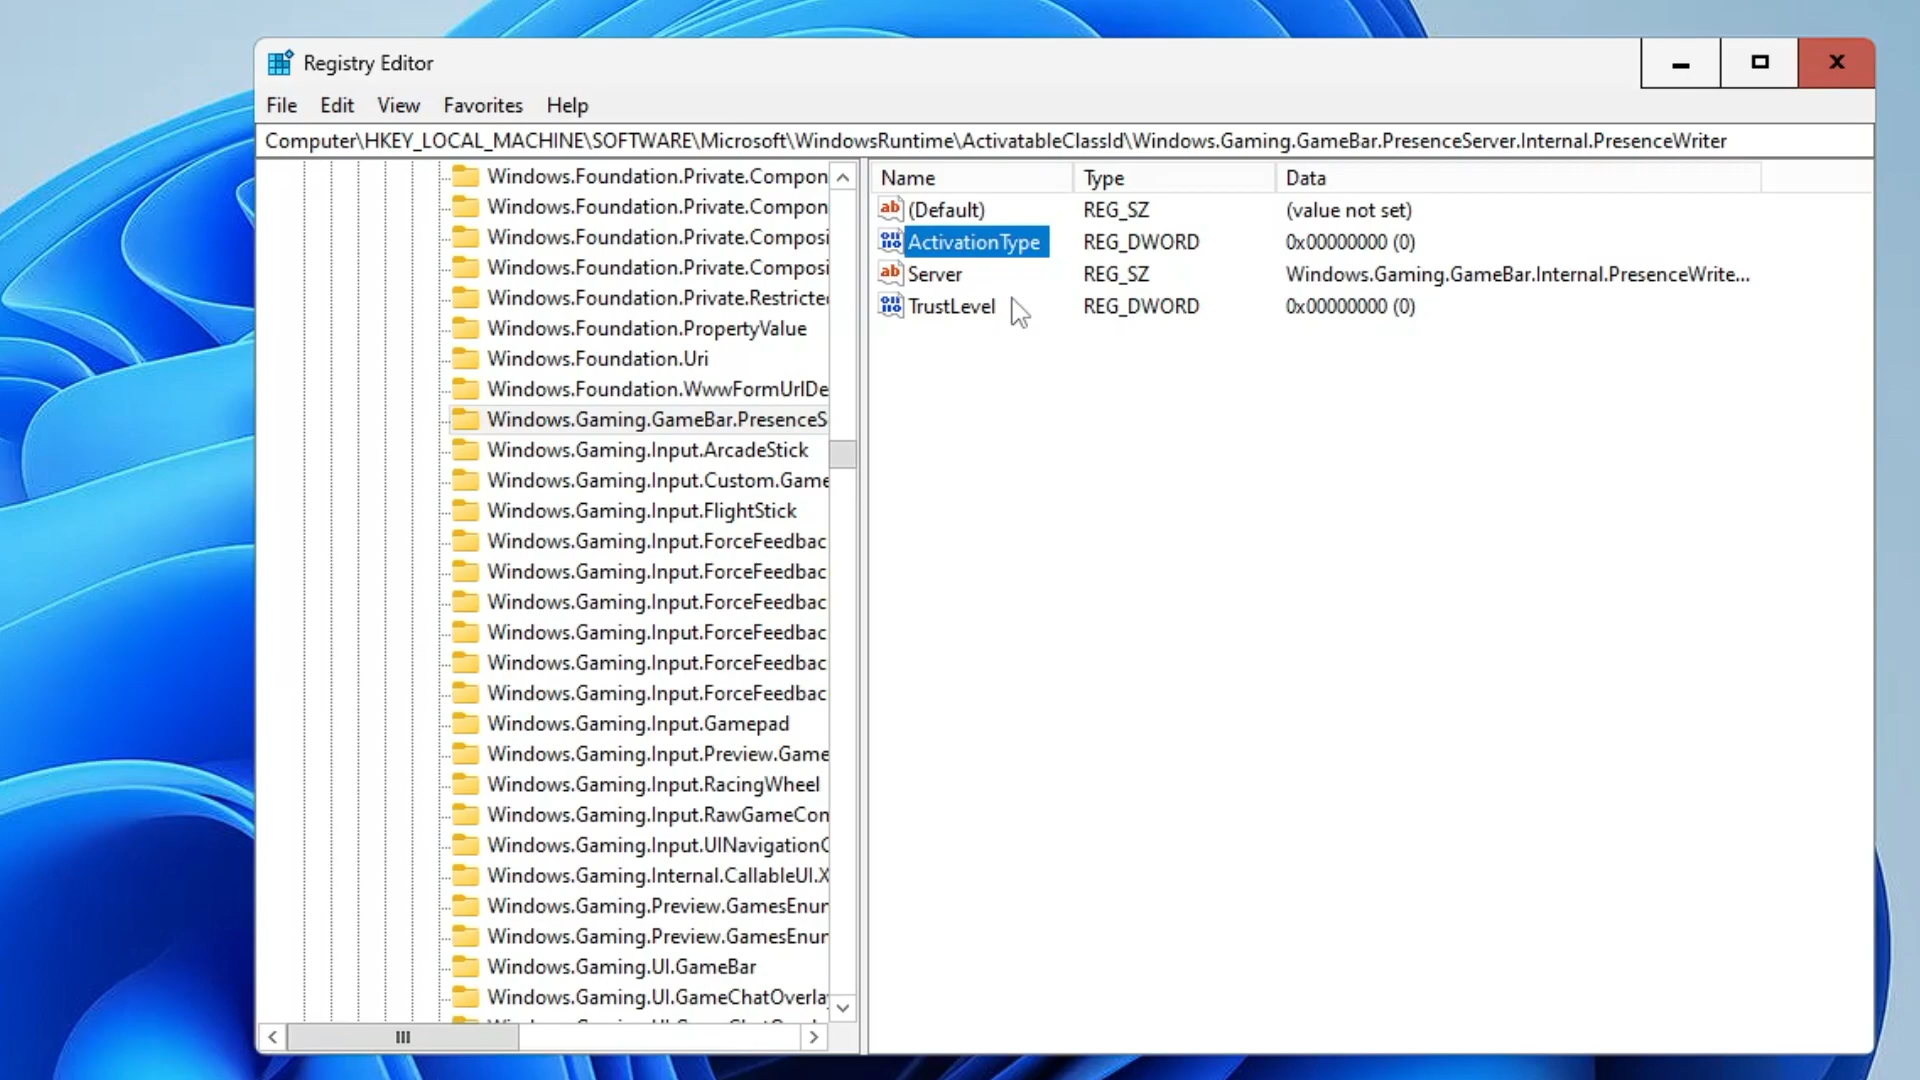 Registry Editor
File Edit View Favorites Help
Computer\HKEY_LOCAL_MACHINE\SOFTWARE\Microsoft\WindowsRuntime\ActivatableClassId\Windows.Gaming.GameBar.PresenceServer.Internal.PresenceWriter
Windows.Foundation.Private.Compon
Windows.Foundation.Private.Compon
Windows.Foundation.Private.Composi
Windows.Foundation.Private.Composi
Windows.Foundation.Private.Restricte
Windows.Foundation.PropertyValue
Windows.Foundation.Uri
Windows.Foundation.WwwFormUrlDe
Windows.Gaming.GameBar.PresenceS
Windows.Gaming.Input.ArcadeStick
Windows.Gaming.Input.Custom.Game
Windows.Gaming.Input.FlightStick
Windows.Gaming.Input.ForceFeedbac
Windows.Gaming.Input.ForceFeedbac
Windows.Gaming.Input.ForceFeedbac
Windows.Gaming.Input.ForceFeedbac
Windows.Gaming.Input.ForceFeedbac
Windows.Gaming.Input.ForceFeedbac
Windows.Gaming.Input.Gamepad
Windows.Gaming.Input.Preview.Game
Windows.Gaming.Input.RacingWheel
Windows.Gaming.Input.RawGameCon
Windows.Gaming.Input.UINavigationC
Windows.Gaming.Internal.CallableUI.X
Windows.Gaming.Preview.GamesEnum
Windows.Gaming.Preview.GamesEnum
Windows.Gaming.UI.GameBar
Windows.Gaming.UI.GameChatOverla
Name Type Data
(Default) REG_SZ (value not set)
ActivationType REG_DWORD 0x00000000 (0)
Server REG_SZ Windows.Gaming.GameBar.Internal.PresenceWrite...
TrustLevel REG_DWORD 0x00000000 (0)